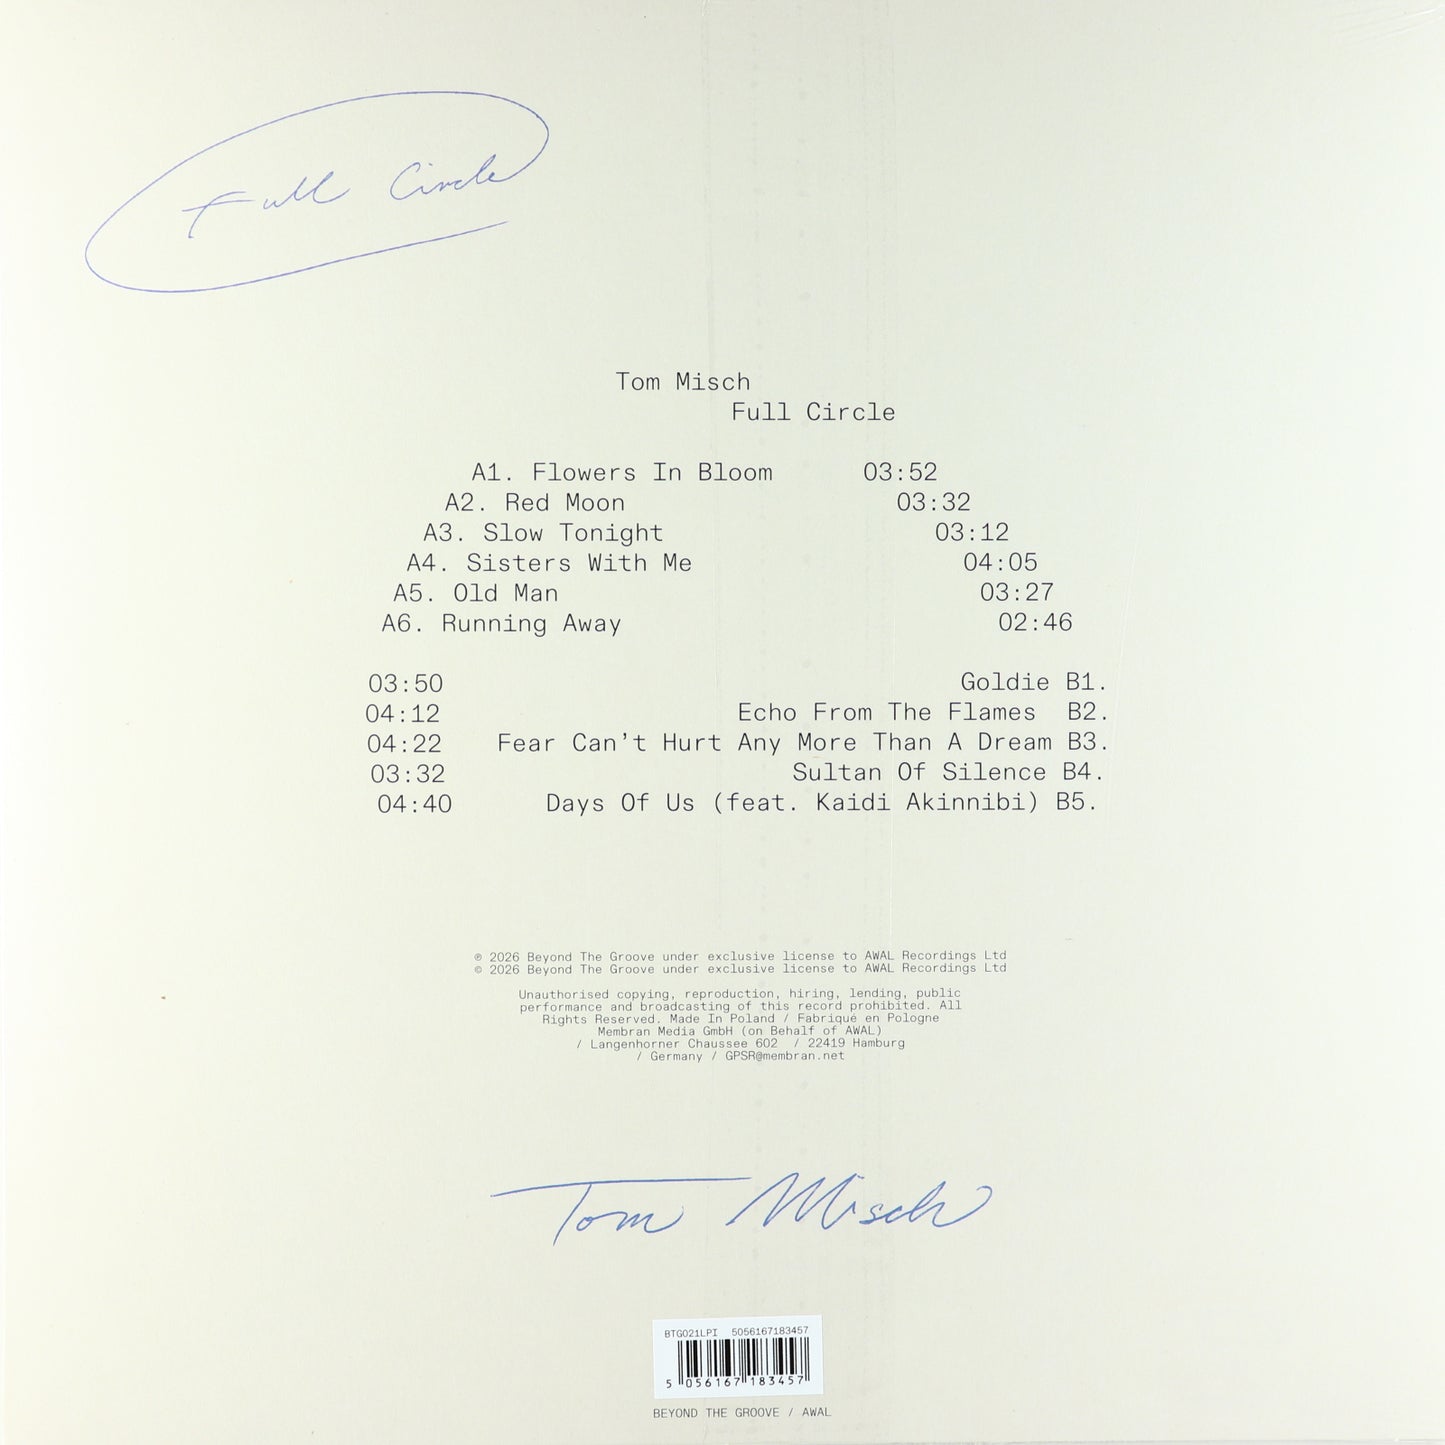 Full Circle
Tom Misch
Full Circle
A1. Flowers In Bloom 03:52
A2. Red Moon 03:32
A3. Slow Tonight 03:12
A4. Sisters With Me 04:05
A5. Old Man 03:27
A6. Running Away 02:46
03:50 Goldie B1.
04:12 Echo From The Flames B2.
04:22 Fear Can't Hurt Any More Than A Dream B3.
03:32 Sultan Of Silence B4.
04:40 Days Of Us (feat. Kaidi Akinnibi) B5.
℗ 2026 Beyond The Groove under exclusive license to AWAL Recordings Ltd
© 2026 Beyond The Groove under exclusive license to AWAL Recordings Ltd
Unauthorised copying, reproduction, hiring, lending, public
performance and broadcasting of this record prohibited. All
Rights Reserved. Made In Poland / Fabriqué en Pologne
Membran Media GmbH (on Behalf of AWAL)
/ Langenhorner Chaussee 602 / 22419 Hamburg
/ Germany / GPSR@membran.net
Tom Misch
BTG021LPI 5056167183457
5 056167 183457
BEYOND THE GROOVE / AWAL